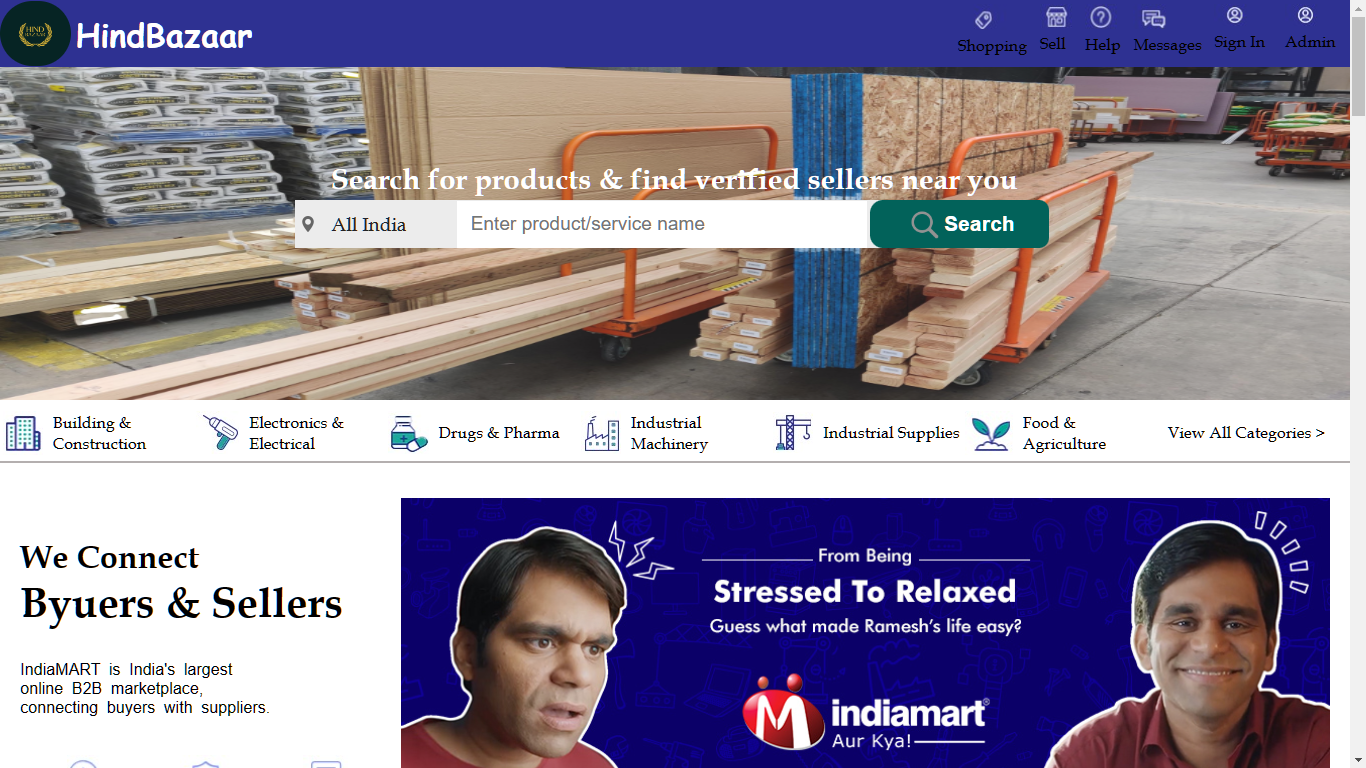 HIND
BAZAAR
HindBazaar
Shopping
Sell
Help
Messages
Sign In
Admin
Search for products & find verified sellers near you
All India
Enter product/service name
Search
Building &
Construction
Electronics &
Electrical
Drugs & Pharma
Industrial
Machinery
Industrial Supplies
Food &
Agriculture
View All Categories >
We Connect
Byuers & Sellers
IndiaMART is India's largest
online B2B marketplace,
connecting buyers with suppliers.
From Being
Stressed To Relaxed
Guess what made Ramesh's life easy?
indiamart®
Aur Kya!